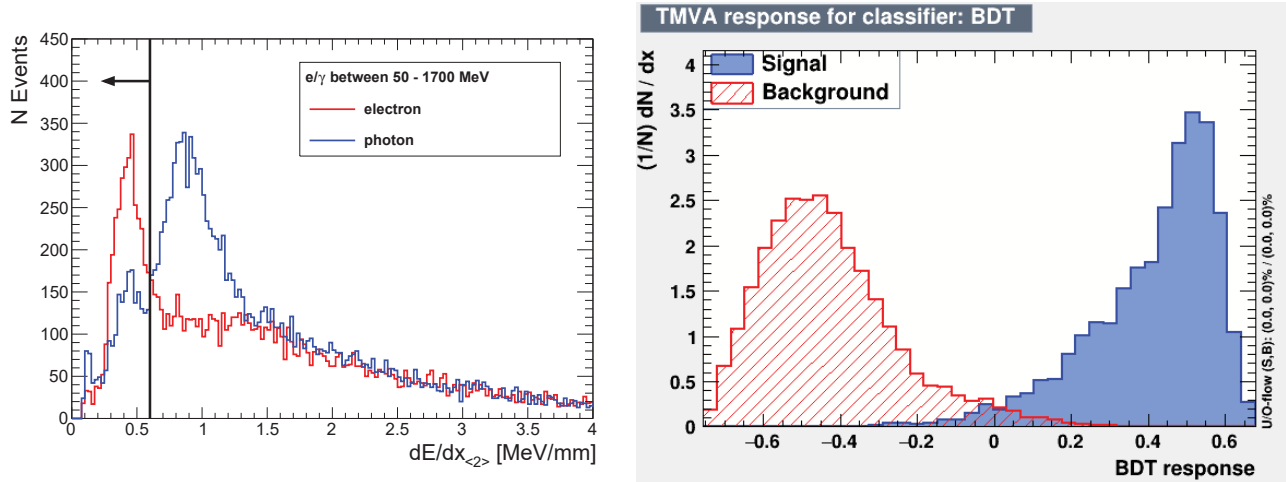 450
400
350
300
250
200
150
100
50
0
N Events
e/γ between 50 - 1700 MeV
electron
photon
0 0.5 1 1.5 2 2.5 3 3.5 4
dE/dx<2> [MeV/mm]
TMVA response for classifier: BDT
Signal
Background
(1/N) dN / dx
4
3.5
3
2.5
2
1.5
1
0.5
0
−0.6 −0.4 −0.2 0 0.2 0.4 0.6
BDT response
U/O-flow (S,B): (0.0, 0.0)% / (0.0, 0.0)%